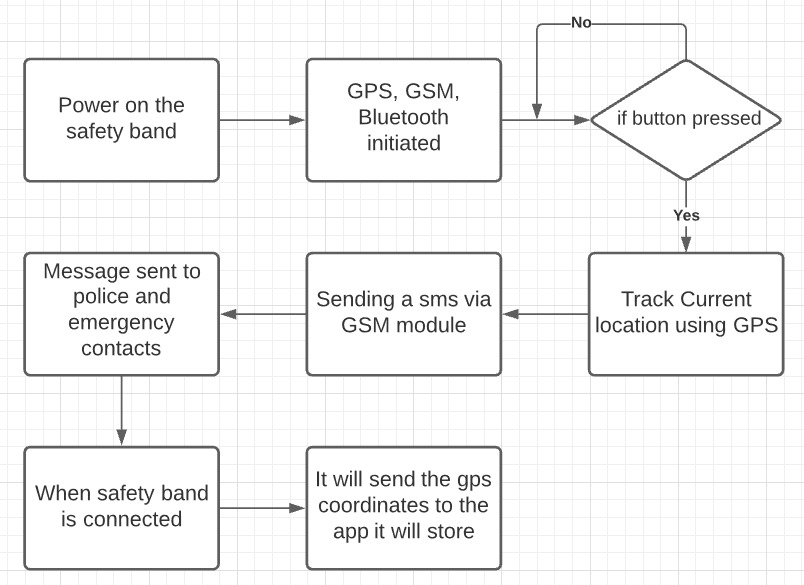 No
Power on the
safety band
GPS, GSM,
Bluetooth
initiated
if button pressed
Yes
Track Current
location using GPS
Sending a sms via
GSM module
Message sent to
police and
emergency
contacts
When safety band
is connected
It will send the gps
coordinates to the
app it will store